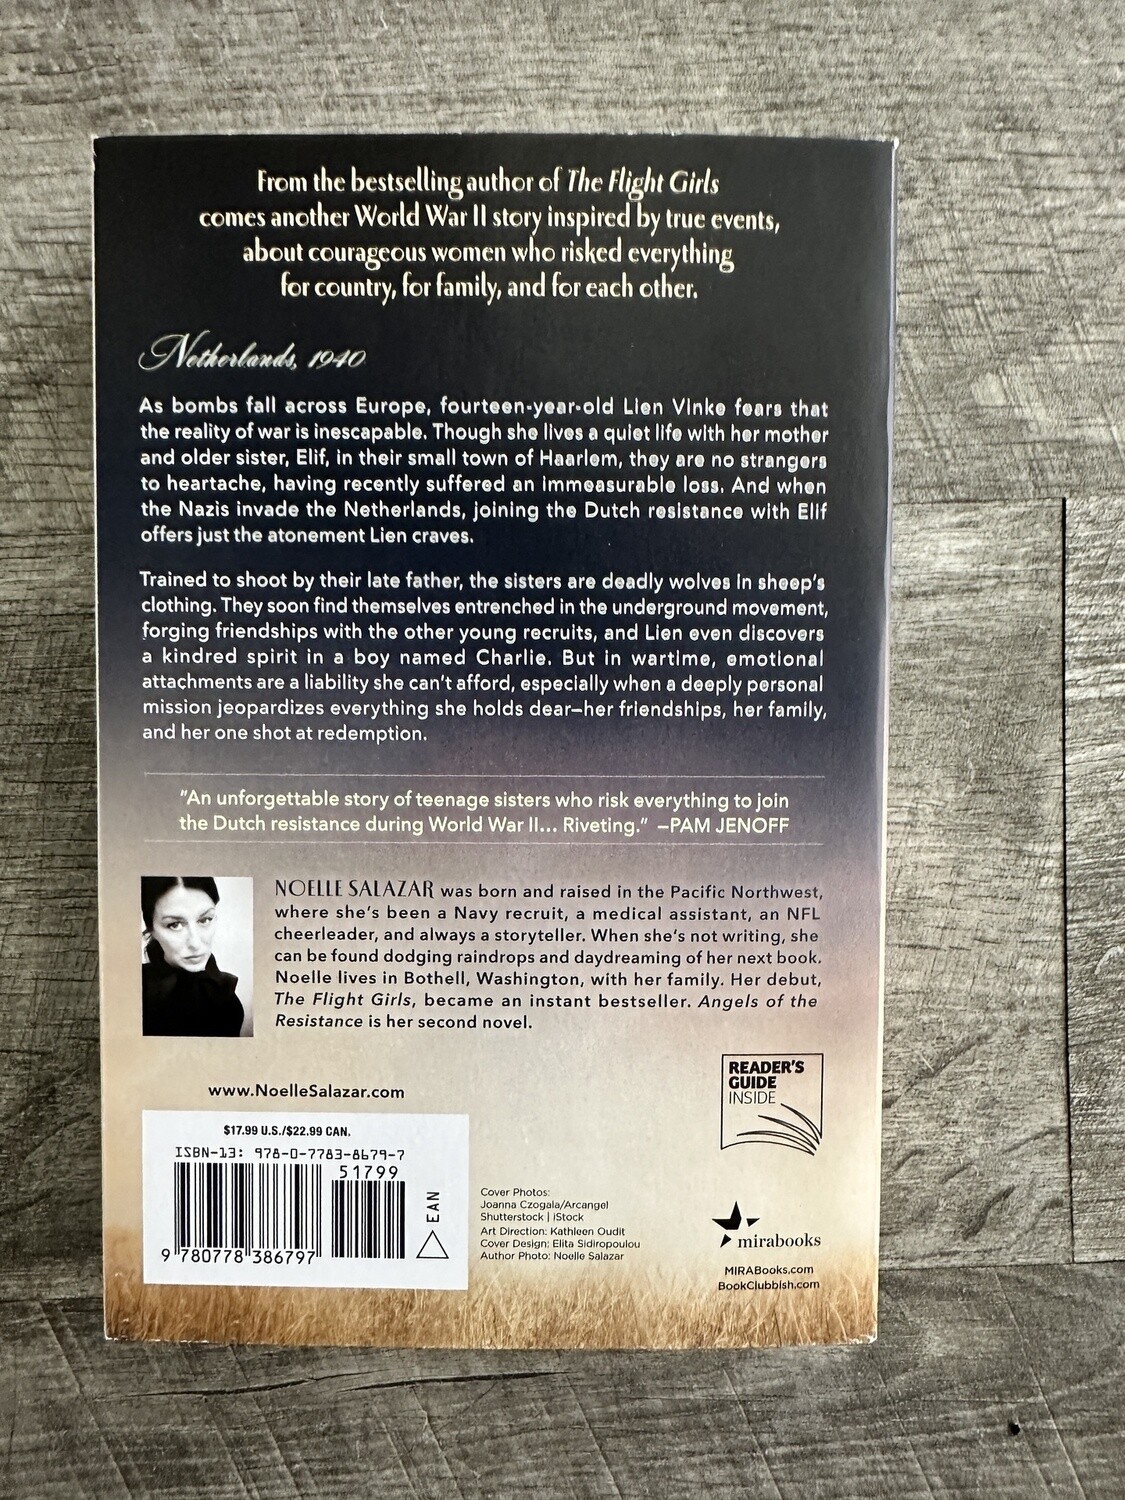 From the bestselling author of The Flight Girls
comes another World War II story inspired by true events,
about courageous women who risked everything
for country, for family, and for each other.
Netherlands, 1940
As bombs fall across Europe, fourteen-year-old Lien Vinke fears that
the reality of war is inescapable. Though she lives a quiet life with her mother
and older sister, Elif, in their small town of Haarlem, they are no strangers
to heartache, having recently suffered an immeasurable loss. And when
the Nazis invade the Netherlands, joining the Dutch resistance with Elif
offers just the atonement Lien craves.
Trained to shoot by their late father, the sisters are deadly wolves in sheep's
clothing. They soon find themselves entrenched in the underground movement,
forging friendships with the other young recruits, and Lien even discovers
a kindred spirit in a boy named Charlie. But in wartime, emotional
attachments are a liability she can't afford, especially when a deeply personal
mission jeopardizes everything she holds dear—her friendships, her family,
and her one shot at redemption.
"An unforgettable story of teenage sisters who risk everything to join
the Dutch resistance during World War II... Riveting." —PAM JENOFF
NOELLE SALAZAR was born and raised in the Pacific Northwest,
where she's been a Navy recruit, a medical assistant, an NFL
cheerleader, and always a storyteller. When she's not writing, she
can be found dodging raindrops and daydreaming of her next book.
Noelle lives in Bothell, Washington, with her family. Her debut,
The Flight Girls, became an instant bestseller. Angels of the
Resistance is her second novel.
www.NoelleSalazar.com
READER'S
GUIDE
INSIDE
$17.99 U.S./$22.99 CAN.
ISBN-13: 978-0-7783-8679-7
51799
9 780778 386797
EAN
Cover Photos:
Joanna Czogala/Arcangel
Shutterstock | iStock
Art Direction: Kathleen Oudit
Cover Design: Elita Sidiropoulou
Author Photo: Noelle Salazar
mirabooks
MIRABooks.com
BookClubbish.com